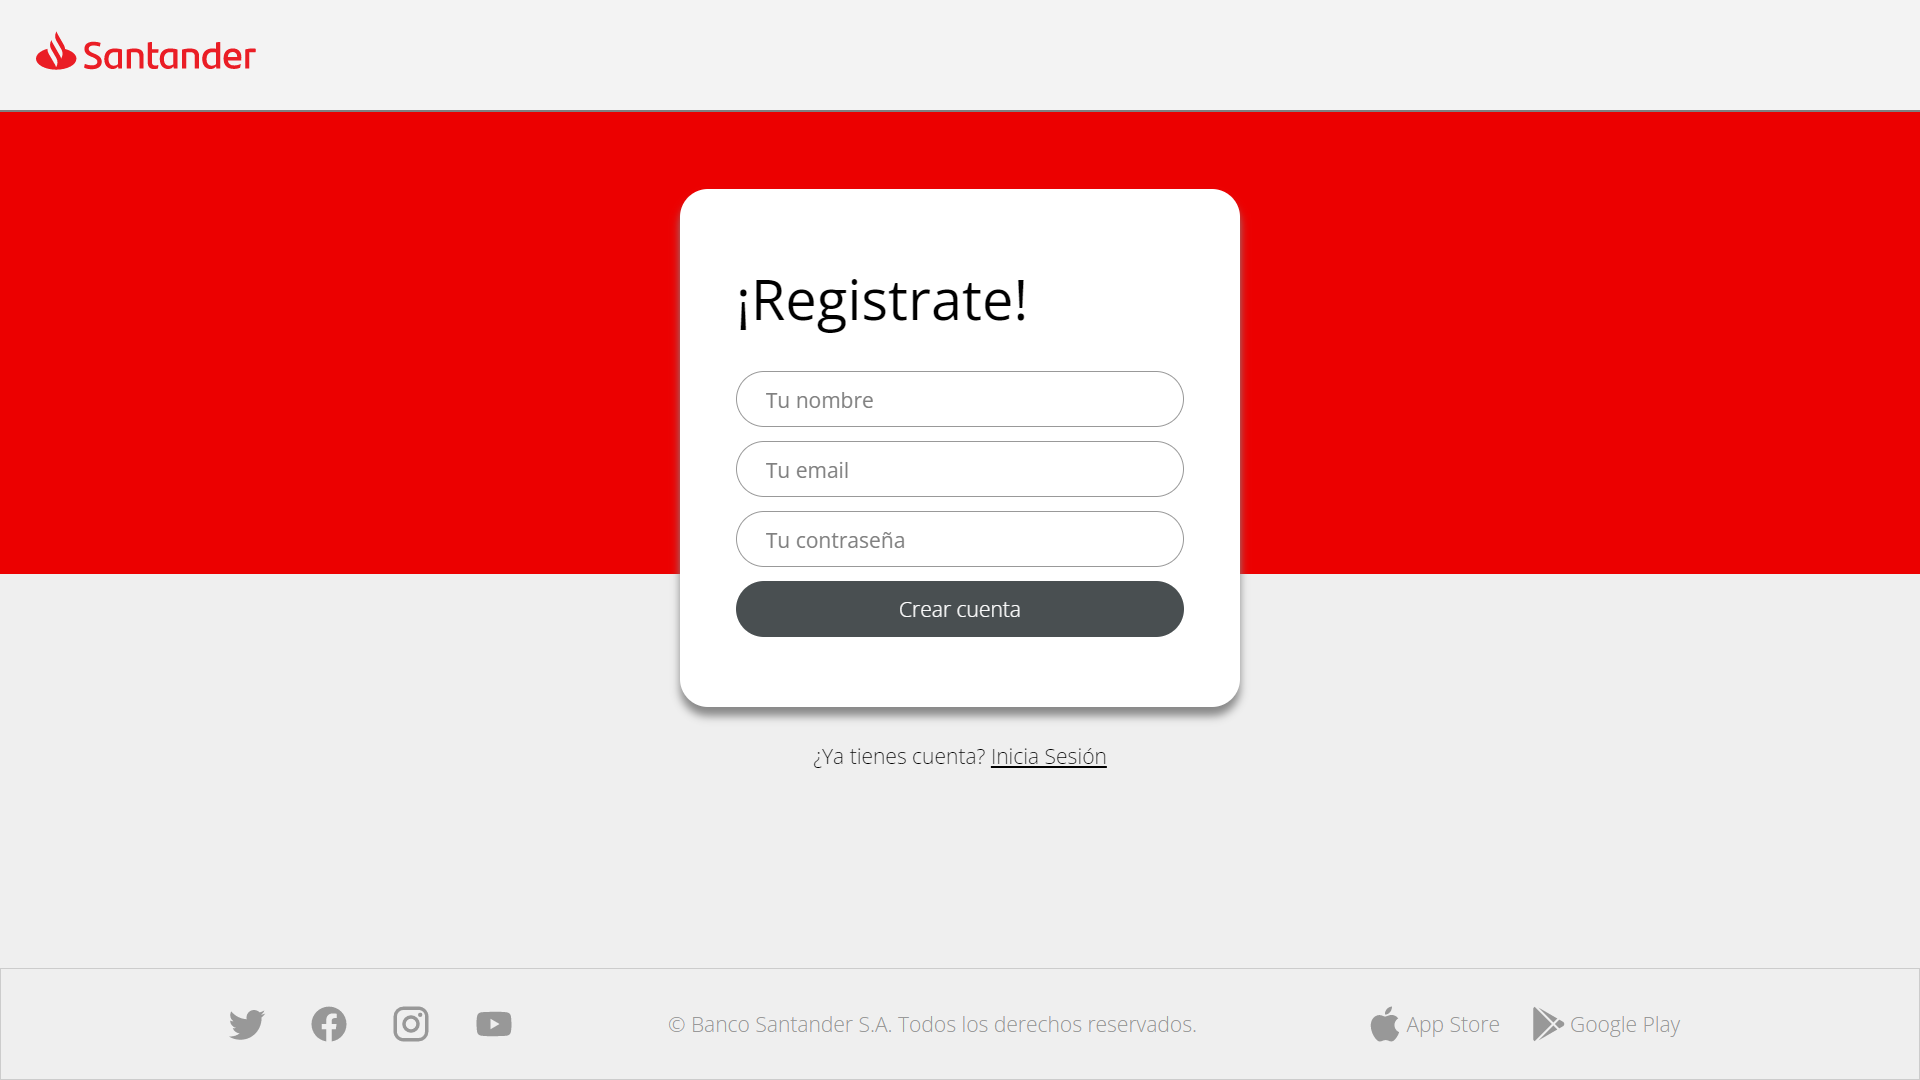 Santander
¡Registrate!
Tu nombre
Tu email
Tu contraseña
Crear cuenta
¿Ya tienes cuenta? Inicia Sesión
© Banco Santander S.A. Todos los derechos reservados.
App Store
Google Play